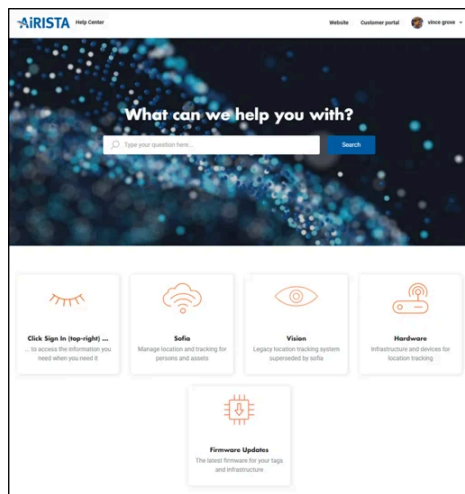 AiRISTA Help Center
Website Customer portal vince grove
What can we help you with?
Type your question here...
Search
Click Sign In (top-right) ...
... to access the information you
need when you need it
Sofia
Manage location and tracking for
persons and assets
Vision
Legacy location tracking system
superseded by sofia
Hardware
Infrastructure and devices for
location tracking
Firmware Updates
The latest firmware for your tags
and infrastructure